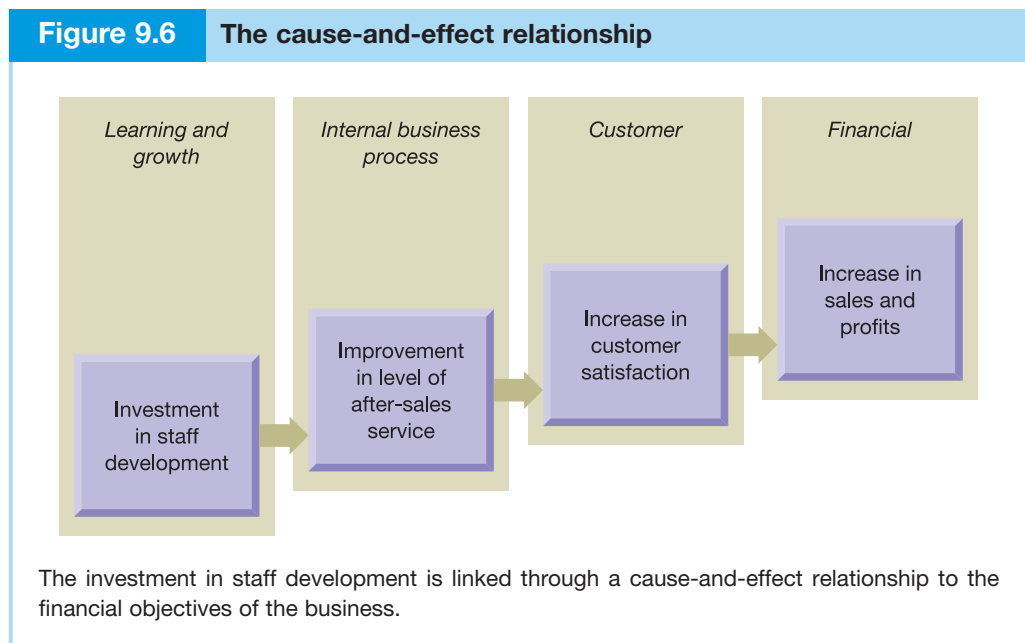 Figure 9.6 The cause-and-effect relationship
Learning and
growth
Internal business
process
Customer
Financial
Investment
in staff
development
Improvement
in level of
after-sales
service
Increase in
customer
satisfaction
Increase in
sales and
profits
The investment in staff development is linked through a cause-and-effect relationship to the
financial objectives of the business.